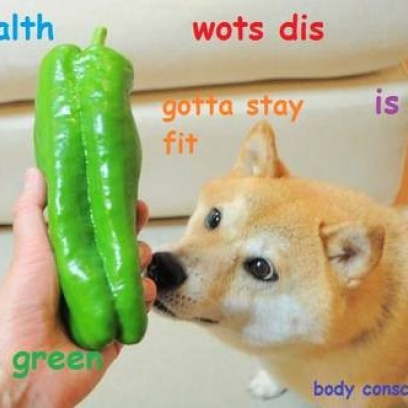 alth
wots dis
gotta stay
fit
is
green
body consc